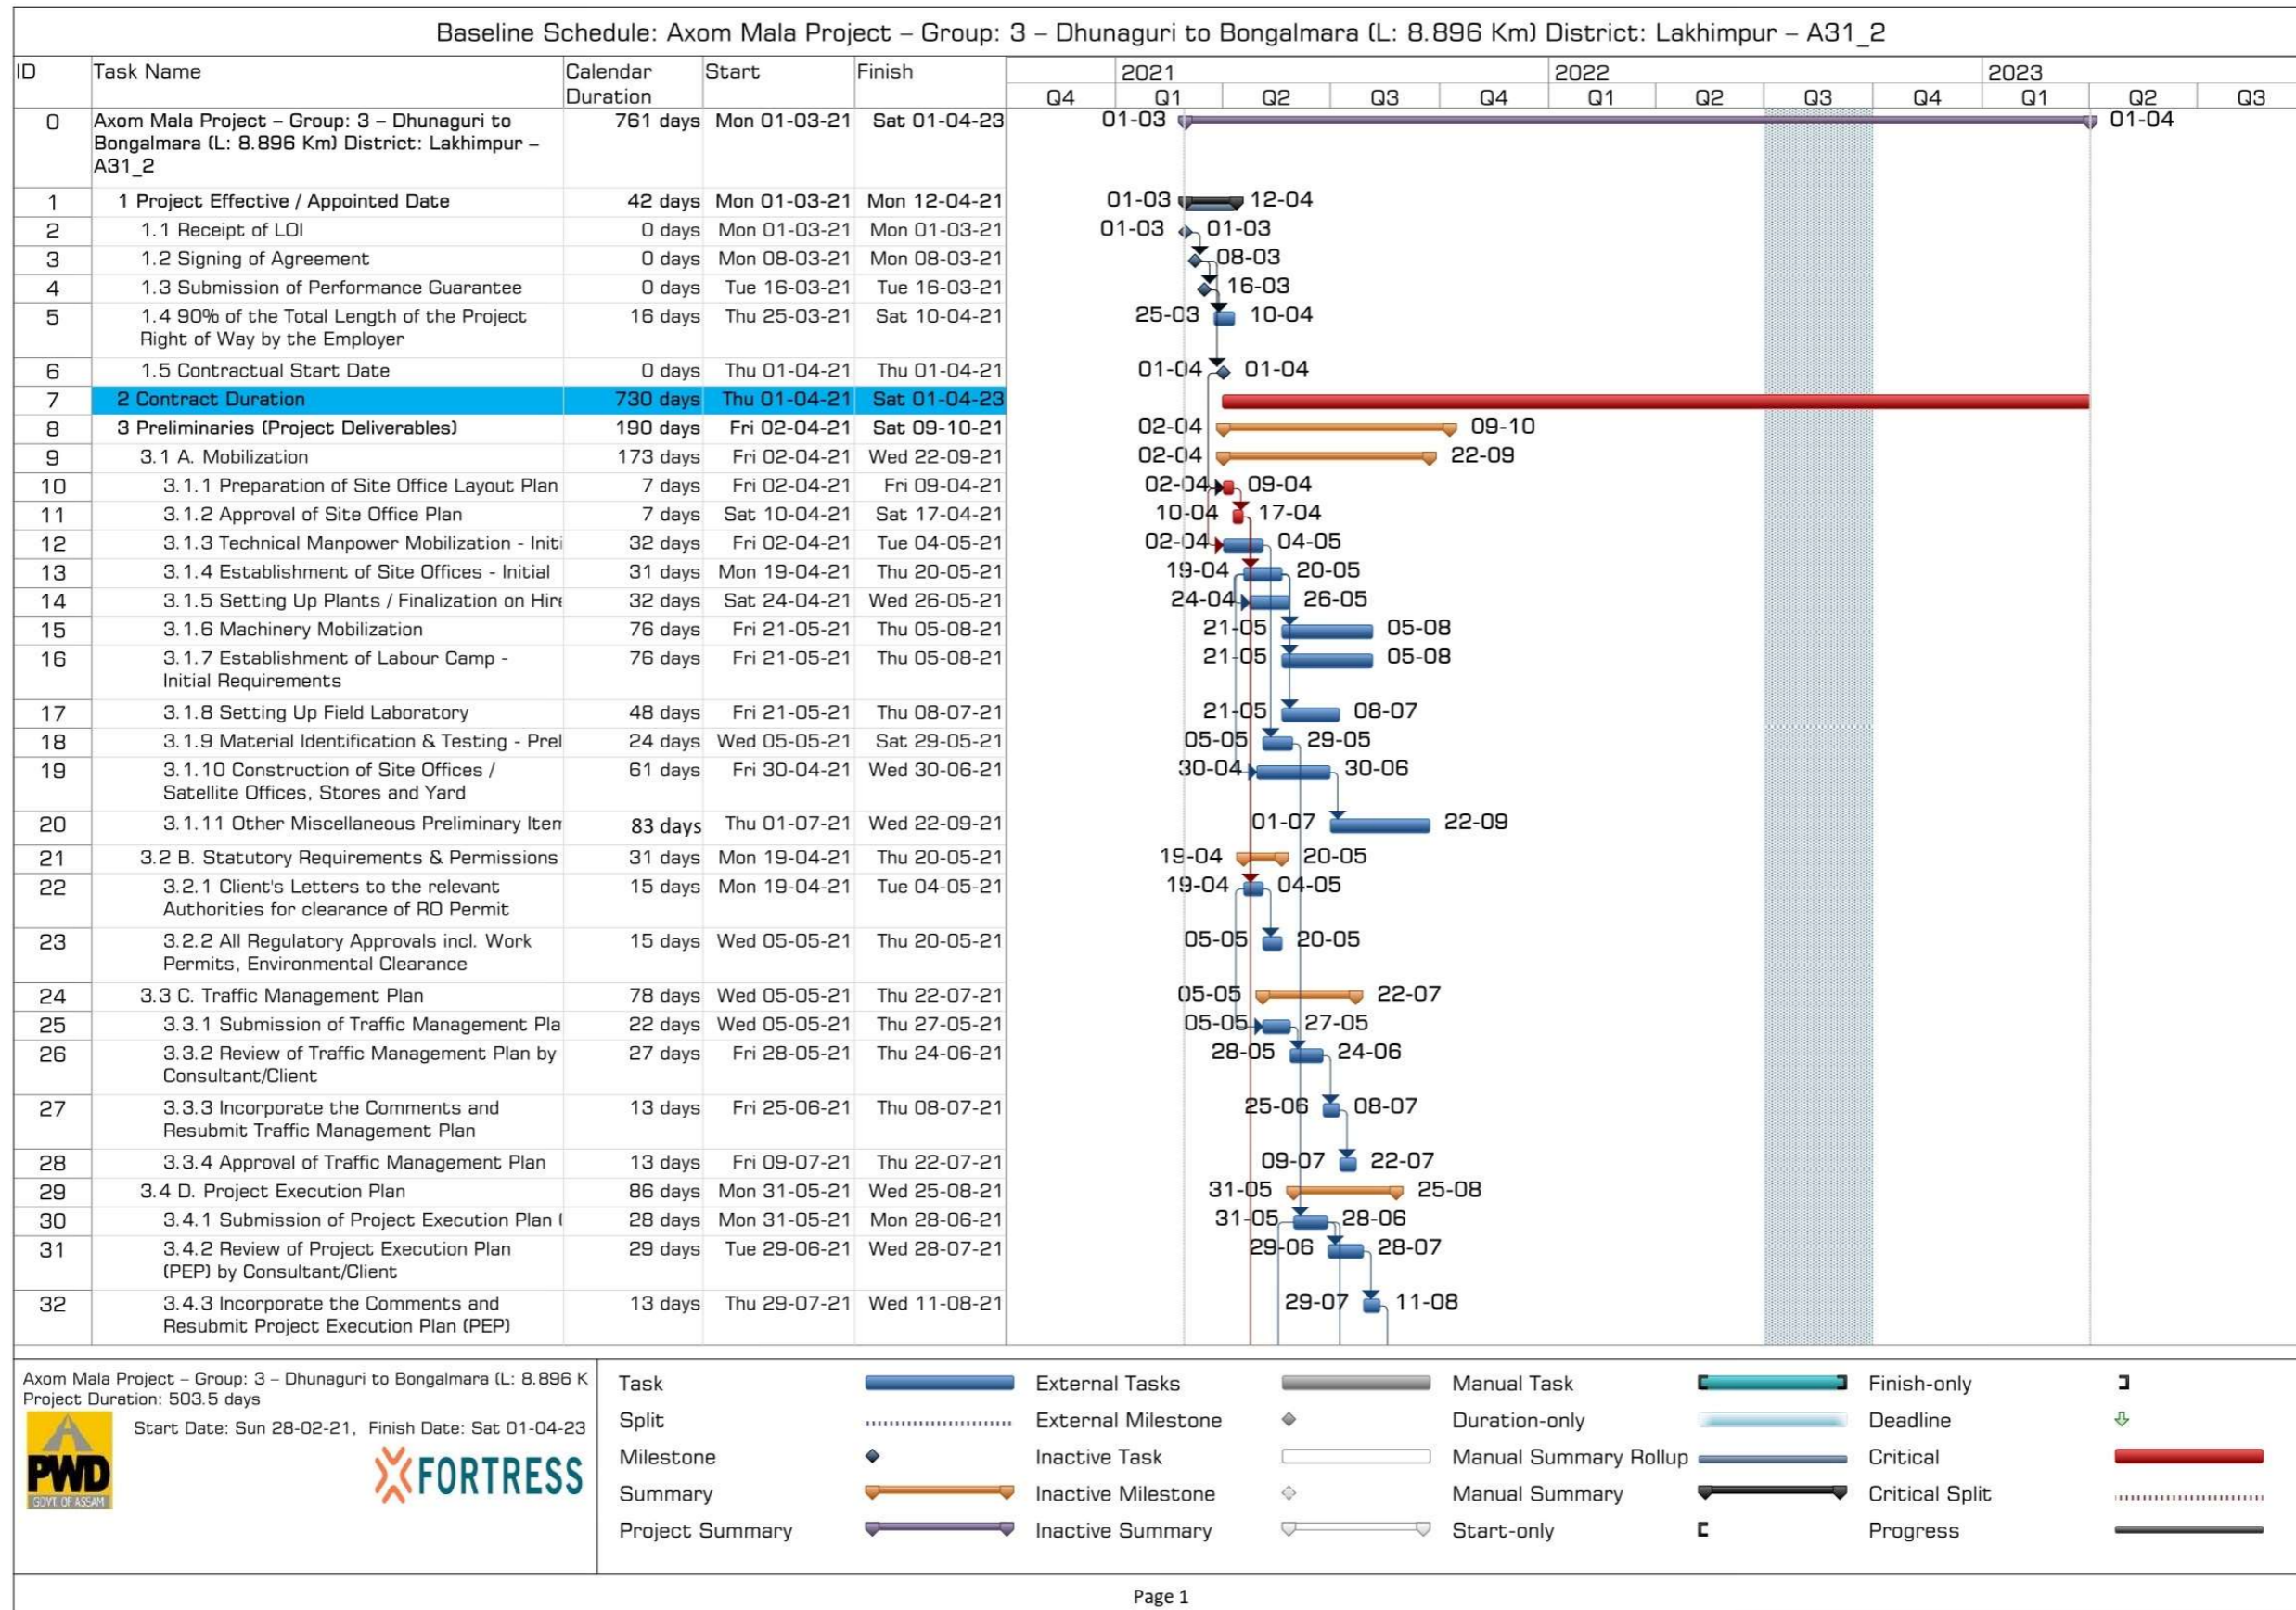 Baseline Schedule: Axom Mala Project – Group: 3 – Dhunaguri to Bongalmara (L: 8.896 Km) District: Lakhimpur – A31_2
ID Task Name Calendar Duration Start Finish 2021 2022 2023
Q4 Q1 Q2 Q3 Q4 Q1 Q2 Q3 Q4 Q1 Q2 Q3
0 Axom Mala Project – Group: 3 – Dhunaguri to 761 days Mon 01-03-21 Sat 01-04-23 01-03 01-04
Bongalmara (L: 8.896 Km) District: Lakhimpur –
A31_2
1 1 Project Effective / Appointed Date 42 days Mon 01-03-21 Mon 12-04-21 01-03 12-04
2 1.1 Receipt of LOI 0 days Mon 01-03-21 Mon 01-03-21 01-03 01-03
3 1.2 Signing of Agreement 0 days Mon 08-03-21 Mon 08-03-21 08-03
4 1.3 Submission of Performance Guarantee 0 days Tue 16-03-21 Tue 16-03-21 16-03
5 1.4 90% of the Total Length of the Project 16 days Thu 25-03-21 Sat 10-04-21 25-03 10-04
Right of Way by the Employer
6 1.5 Contractual Start Date 0 days Thu 01-04-21 Thu 01-04-21 01-04 01-04
7 2 Contract Duration 730 days Thu 01-04-21 Sat 01-04-23
8 3 Preliminaries (Project Deliverables) 190 days Fri 02-04-21 Sat 09-10-21 02-04 09-10
9 3.1 A. Mobilization 173 days Fri 02-04-21 Wed 22-09-21 02-04 22-09
10 3.1.1 Preparation of Site Office Layout Plan 7 days Fri 02-04-21 Fri 09-04-21 02-04 09-04
11 3.1.2 Approval of Site Office Plan 7 days Sat 10-04-21 Sat 17-04-21 10-04 17-04
12 3.1.3 Technical Manpower Mobilization - Initi 32 days Fri 02-04-21 Tue 04-05-21 02-04 04-05
13 3.1.4 Establishment of Site Offices - Initial 31 days Mon 19-04-21 Thu 20-05-21 19-04 20-05
14 3.1.5 Setting Up Plants / Finalization on Hire 32 days Sat 24-04-21 Wed 26-05-21 24-04 26-05
15 3.1.6 Machinery Mobilization 76 days Fri 21-05-21 Thu 05-08-21 21-05 05-08
16 3.1.7 Establishment of Labour Camp - 76 days Fri 21-05-21 Thu 05-08-21 21-05 05-08
Initial Requirements
17 3.1.8 Setting Up Field Laboratory 48 days Fri 21-05-21 Thu 08-07-21 21-05 08-07
18 3.1.9 Material Identification & Testing - Prel 24 days Wed 05-05-21 Sat 29-05-21 05-05 29-05
19 3.1.10 Construction of Site Offices / 61 days Fri 30-04-21 Wed 30-06-21 30-04 30-06
Satellite Offices, Stores and Yard
20 3.1.11 Other Miscellaneous Preliminary Item 83 days Thu 01-07-21 Wed 22-09-21 01-07 22-09
21 3.2 B. Statutory Requirements & Permissions 31 days Mon 19-04-21 Thu 20-05-21 19-04 20-05
22 3.2.1 Client's Letters to the relevant 15 days Mon 19-04-21 Tue 04-05-21 19-04 04-05
Authorities for clearance of RO Permit
23 3.2.2 All Regulatory Approvals incl. Work 15 days Wed 05-05-21 Thu 20-05-21 05-05 20-05
Permits, Environmental Clearance
24 3.3 C. Traffic Management Plan 78 days Wed 05-05-21 Thu 22-07-21 05-05 22-07
25 3.3.1 Submission of Traffic Management Pla 22 days Wed 05-05-21 Thu 27-05-21 05-05 27-05
26 3.3.2 Review of Traffic Management Plan by 27 days Fri 28-05-21 Thu 24-06-21 28-05 24-06
Consultant/Client
27 3.3.3 Incorporate the Comments and 13 days Fri 25-06-21 Thu 08-07-21 25-06 08-07
Resubmit Traffic Management Plan
28 3.3.4 Approval of Traffic Management Plan 13 days Fri 09-07-21 Thu 22-07-21 09-07 22-07
29 3.4 D. Project Execution Plan 86 days Mon 31-05-21 Wed 25-08-21 31-05 25-08
30 3.4.1 Submission of Project Execution Plan ( 28 days Mon 31-05-21 Mon 28-06-21 31-05 28-06
31 3.4.2 Review of Project Execution Plan 29 days Tue 29-06-21 Wed 28-07-21 29-06 28-07
(PEP) by Consultant/Client
32 3.4.3 Incorporate the Comments and 13 days Thu 29-07-21 Wed 11-08-21 29-07 11-08
Resubmit Project Execution Plan (PEP)
Axom Mala Project – Group: 3 – Dhunaguri to Bongalmara (L: 8.896 K
Project Duration: 503.5 days
Start Date: Sun 28-02-21, Finish Date: Sat 01-04-23
PWD
GOVT OF ASSAM
FORTRESS
Task External Tasks Manual Task Finish-only
Split External Milestone Duration-only Deadline
Milestone Inactive Task Manual Summary Rollup Critical
Summary Inactive Milestone Manual Summary Critical Split
Project Summary Inactive Summary Start-only Progress
Page 1